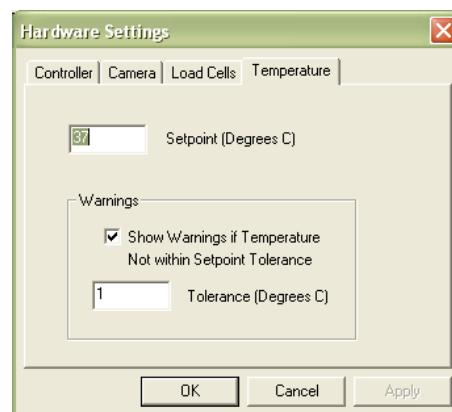 Hardware Settings
Controller Camera Load Cells Temperature
37 Setpoint (Degrees C)
Warnings
Show Warnings if Temperature
Not within Setpoint Tolerance
1 Tolerance (Degrees C)
OK Cancel Apply